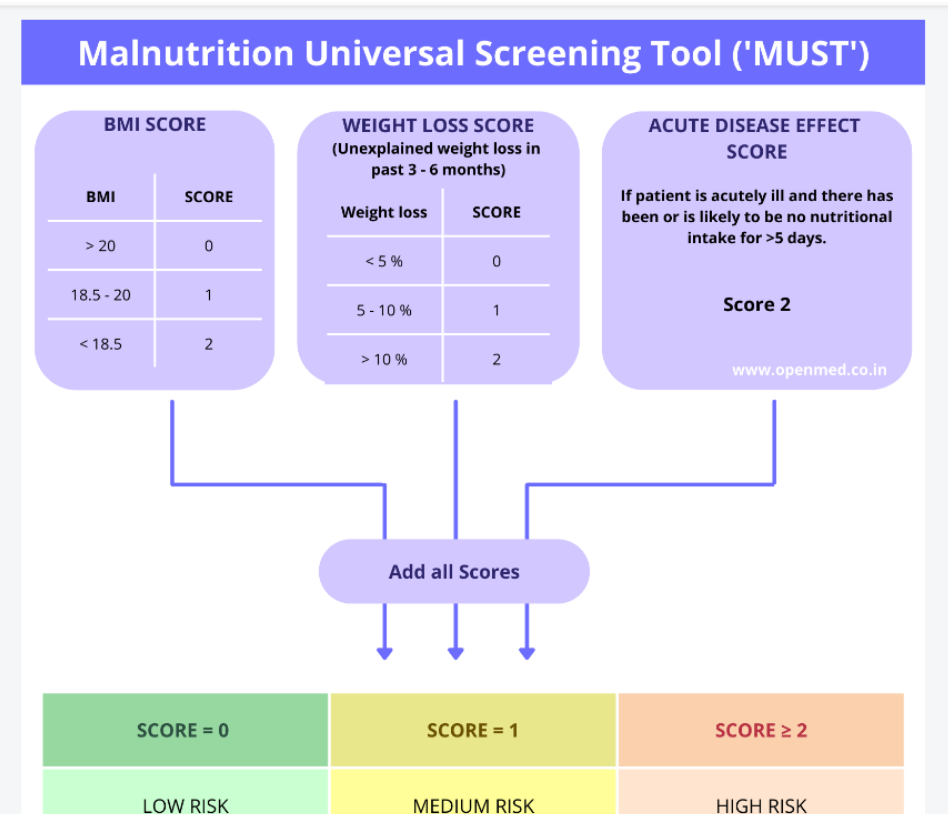 Malnutrition Universal Screening Tool ('MUST')
BMI SCORE
BMI SCORE
> 20 0
18.5 - 20 1
< 18.5 2
WEIGHT LOSS SCORE
(Unexplained weight loss in
past 3 - 6 months)
Weight loss SCORE
< 5 % 0
5 - 10 % 1
> 10 % 2
ACUTE DISEASE EFFECT
SCORE
If patient is acutely ill and there has
been or is likely to be no nutritional
intake for >5 days.
Score 2
www.openmed.co.in
Add all Scores
SCORE = 0 SCORE = 1 SCORE ≥ 2
LOW RISK MEDIUM RISK HIGH RISK